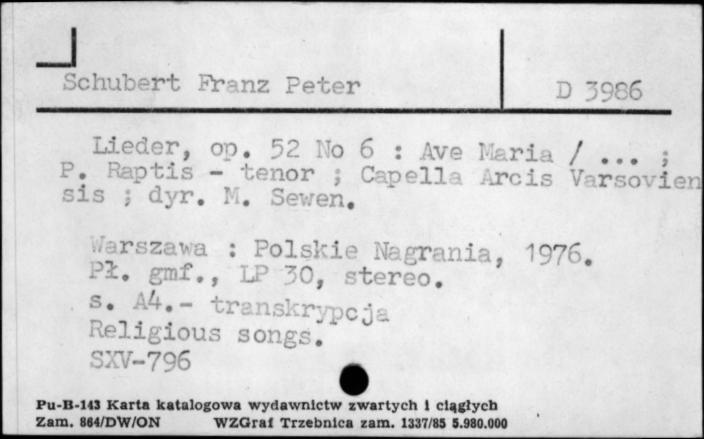 Schubert Franz Peter
D 3986
Lieder, op. 52 No 6 : Ave Maria / ... ;
P. Raptis - tenor ; Capella Arcis Varsovien
sis ; dyr. M. Sewen.
Warszawa : Polskie Nagrania, 1976.
Pł. gmf., LP 30, stereo.
s. A4.- transkrypcja
Religious songs.
SXV-796
Pu-B-143 Karta katalogowa wydawnictw zwartych i ciągłych
Zam. 864/DW/ON WZGraf Trzebnica zam. 1337/85 5.980.000